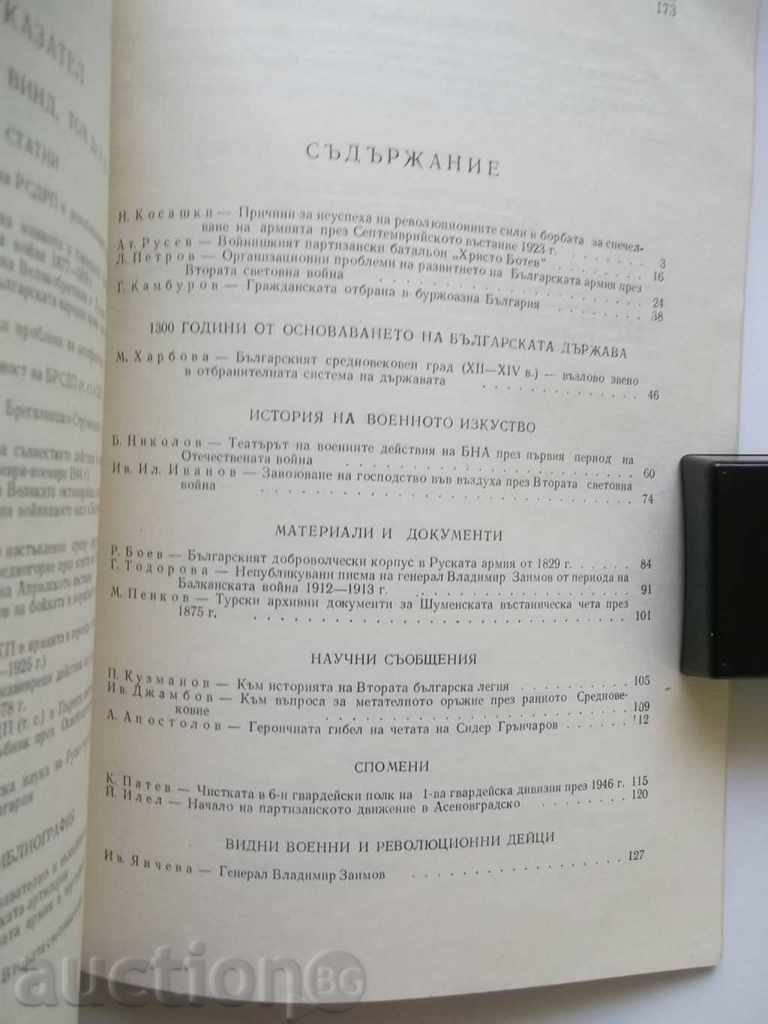 173
КАЗАТЕЛ
ВИНД, ТОМ
СТАТИИ
СЪДЪРЖАНИЕ
Н. Косашки — Причини за неуспеха на революционните сили в борбата за спечел-
ване на армията през Септемврийското въстание 1923 г. 3
Ат. Русев — Войнишкият партизански батальон „Христо Ботев“ 16
Л. Петров — Организационни проблеми на развитието на Българската армия през
Втората световна война 24
Г. Камбуров — Гражданската отбрана в буржоазна България 38
1300 ГОДИНИ ОТ ОСНОВАВАНЕТО НА БЪЛГАРСКАТА ДЪРЖАВА
М. Харбова — Българският средновековен град (XII—XIV в.) — възлово звено
в отбранителната система на държавата 46
ИСТОРИЯ НА ВОЕННОТО ИЗКУСТВО
Б. Николов — Театърът на военните действия на БНА през първия период на
Отечествената война 60
Ив. Ил. Иванов — Завоюване на господство във въздуха през Втората световна
война 74
МАТЕРИАЛИ И ДОКУМЕНТИ
Р. Боев — Българският доброволчески корпус в Руската армия от 1829 г. 84
Г. Тодорова — Непубликувани писма на генерал Владимир Заимов от периода на
Балканската война 1912—1913 г. 91
М. Пенков — Турски архивни документи за Шуменската въстаническа чета през
1875 г. 101
НАУЧНИ СЪОБЩЕНИЯ
П. Кузманов — Към историята на Втората българска легия 105
Ив. Джамбов — Към въпроса за метателното оръжие през ранното Среднове-
ковие 109
А. Апостолов — Героичната гибел на четата на Сидер Грънчаров 112
СПОМЕНИ
К. Патев — Чистката в 6-и гвардейски полк на 1-ва гвардейска дивизия през 1946 г. 115
Й. Илел — Начало на партизанското движение в Асеновградско 120
ВИДНИ ВОЕННИ И РЕВОЛЮЦИОННИ ДЕЙЦИ
Ив. Янчева — Генерал Владимир Заимов 127
auctionBG